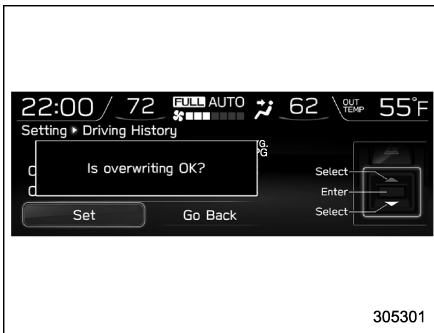 22:00 72 FULL AUTO 62 OUT TEMP 55°F
Setting ▸ Driving History
Is overwriting OK?
Set Go Back
Select
Enter
Select
305301